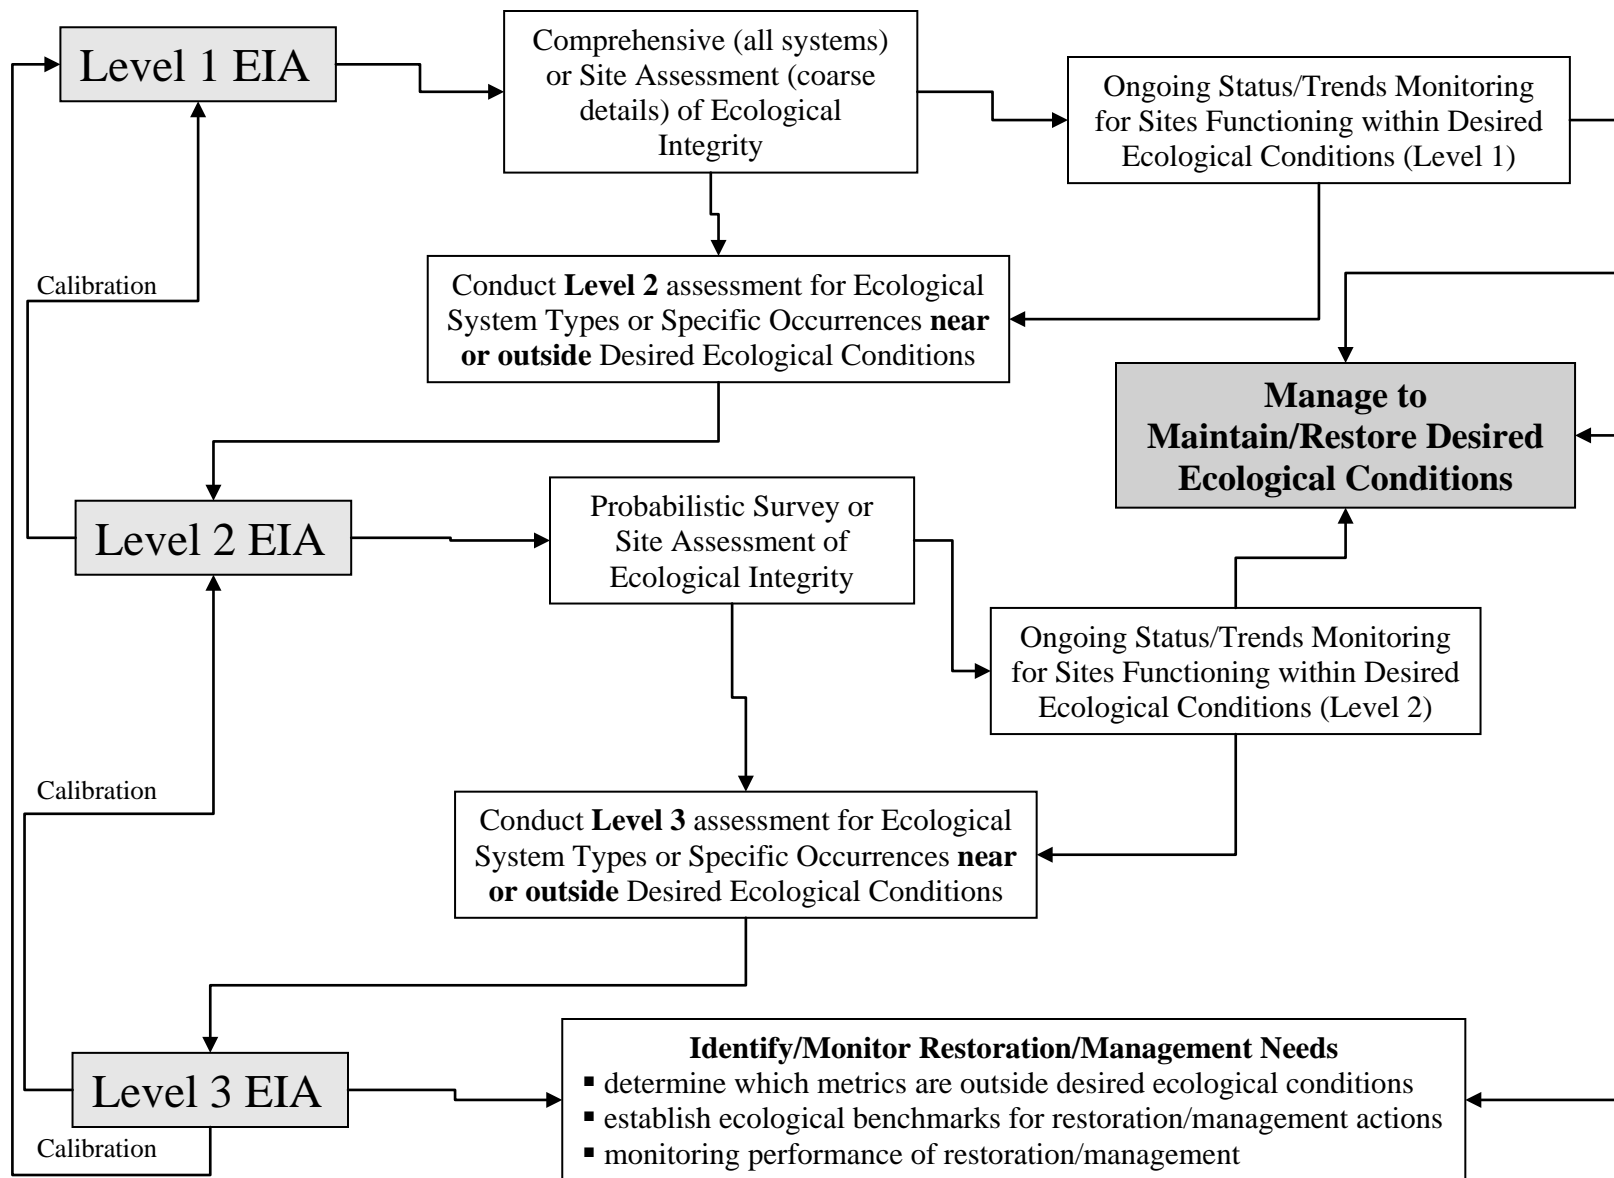 Level 1 EIA
Comprehensive (all systems)
or Site Assessment (coarse
details) of Ecological
Integrity
Ongoing Status/Trends Monitoring
for Sites Functioning within Desired
Ecological Conditions (Level 1)
Calibration
Conduct Level 2 assessment for Ecological
System Types or Specific Occurrences near
or outside Desired Ecological Conditions
Manage to
Maintain/Restore Desired
Ecological Conditions
Level 2 EIA
Probabilistic Survey or
Site Assessment of
Ecological Integrity
Ongoing Status/Trends Monitoring
for Sites Functioning within Desired
Ecological Conditions (Level 2)
Calibration
Conduct Level 3 assessment for Ecological
System Types or Specific Occurrences near
or outside Desired Ecological Conditions
Level 3 EIA
Calibration
Identify/Monitor Restoration/Management Needs
▪ determine which metrics are outside desired ecological conditions
▪ establish ecological benchmarks for restoration/management actions
▪ monitoring performance of restoration/management